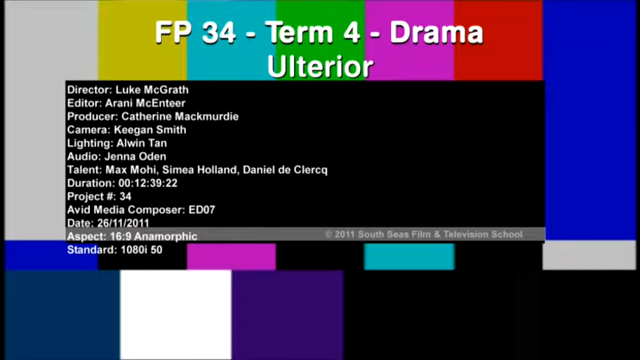 FP 34 - Term 4 - Drama
Ulterior
Director: Luke McGrath
Editor: Arani McEnteer
Producer: Catherine Mackmurdie
Camera: Keegan Smith
Lighting: Alwin Tan
Audio: Jenna Oden
Talent: Max Mohi, Simea Holland, Daniel de Clercq
Duration: 00:12:39:22
Project #: 34
Avid Media Composer: ED07
Date: 26/11/2011
Aspect: 16:9 Anamorphic
© 2011 South Seas Film & Television School
Standard: 1080i 50